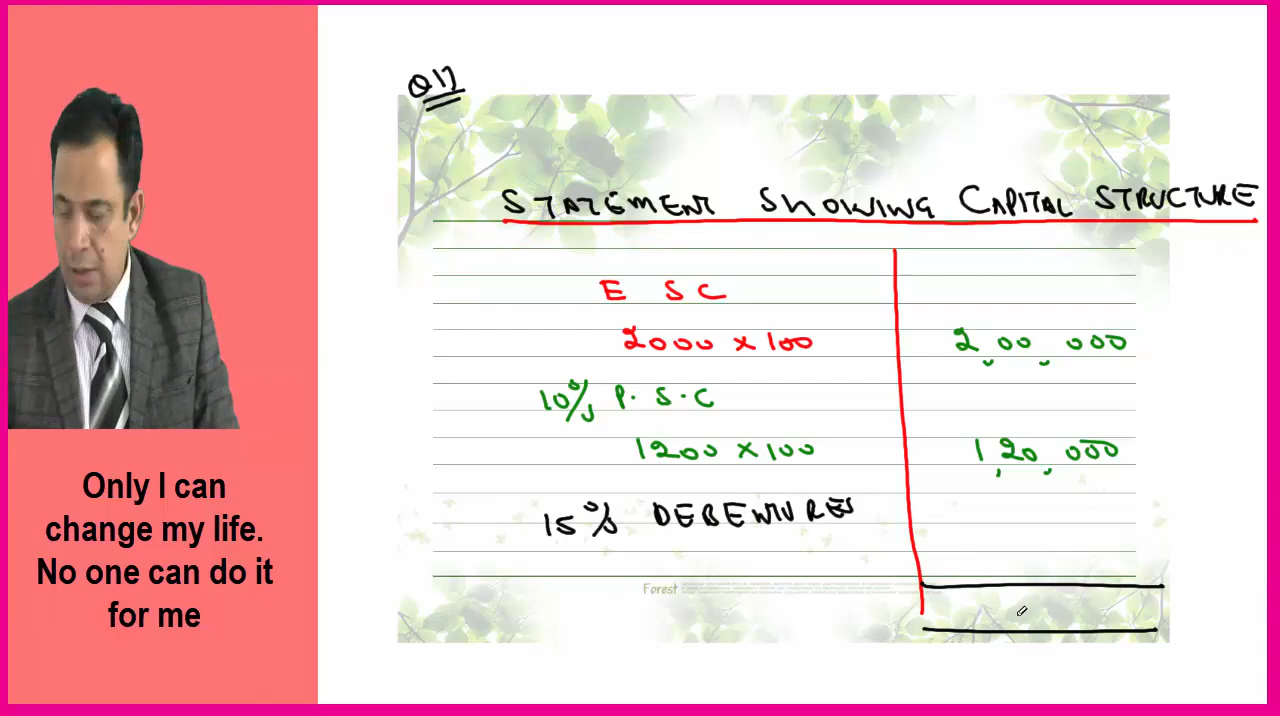 Q17
STATEMENT SHOWING CAPITAL STRUCTURE
E S C
2000 x 100 2,00,000
10% P. S. C
1200 x 100 1,20,000
15% DEBENTURES
Forest
Only I can
change my life.
No one can do it
for me